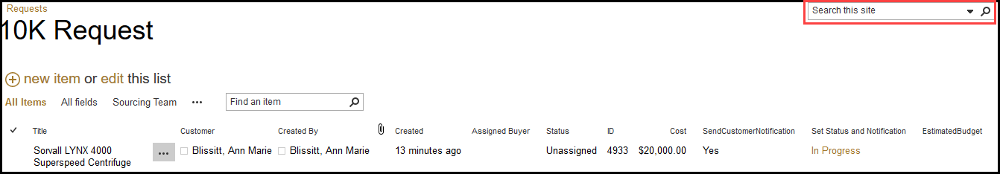 Requests
Search this site
10K Request
new item or edit this list
All Items All fields Sourcing Team ••• Find an item
Title Customer Created By Created Assigned Buyer Status ID Cost SendCustomerNotification Set Status and Notification EstimatedBudget
Sorvall LYNX 4000 ... Blissitt, Ann Marie Blissitt, Ann Marie 13 minutes ago Unassigned 4933 $20,000.00 Yes In Progress
Superspeed Centrifuge